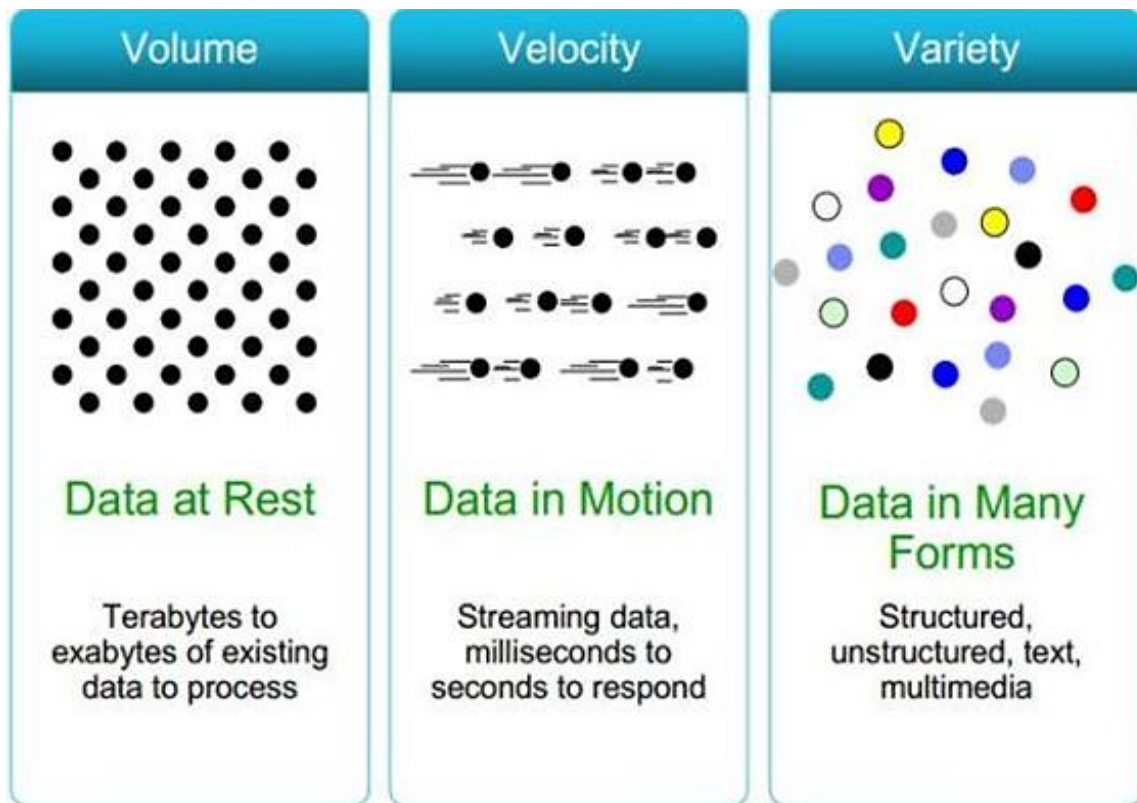 Volume
Data at Rest
Terabytes to
exabytes of existing
data to process
Velocity
Data in Motion
Streaming data,
milliseconds to
seconds to respond
Variety
Data in Many
Forms
Structured,
unstructured, text,
multimedia